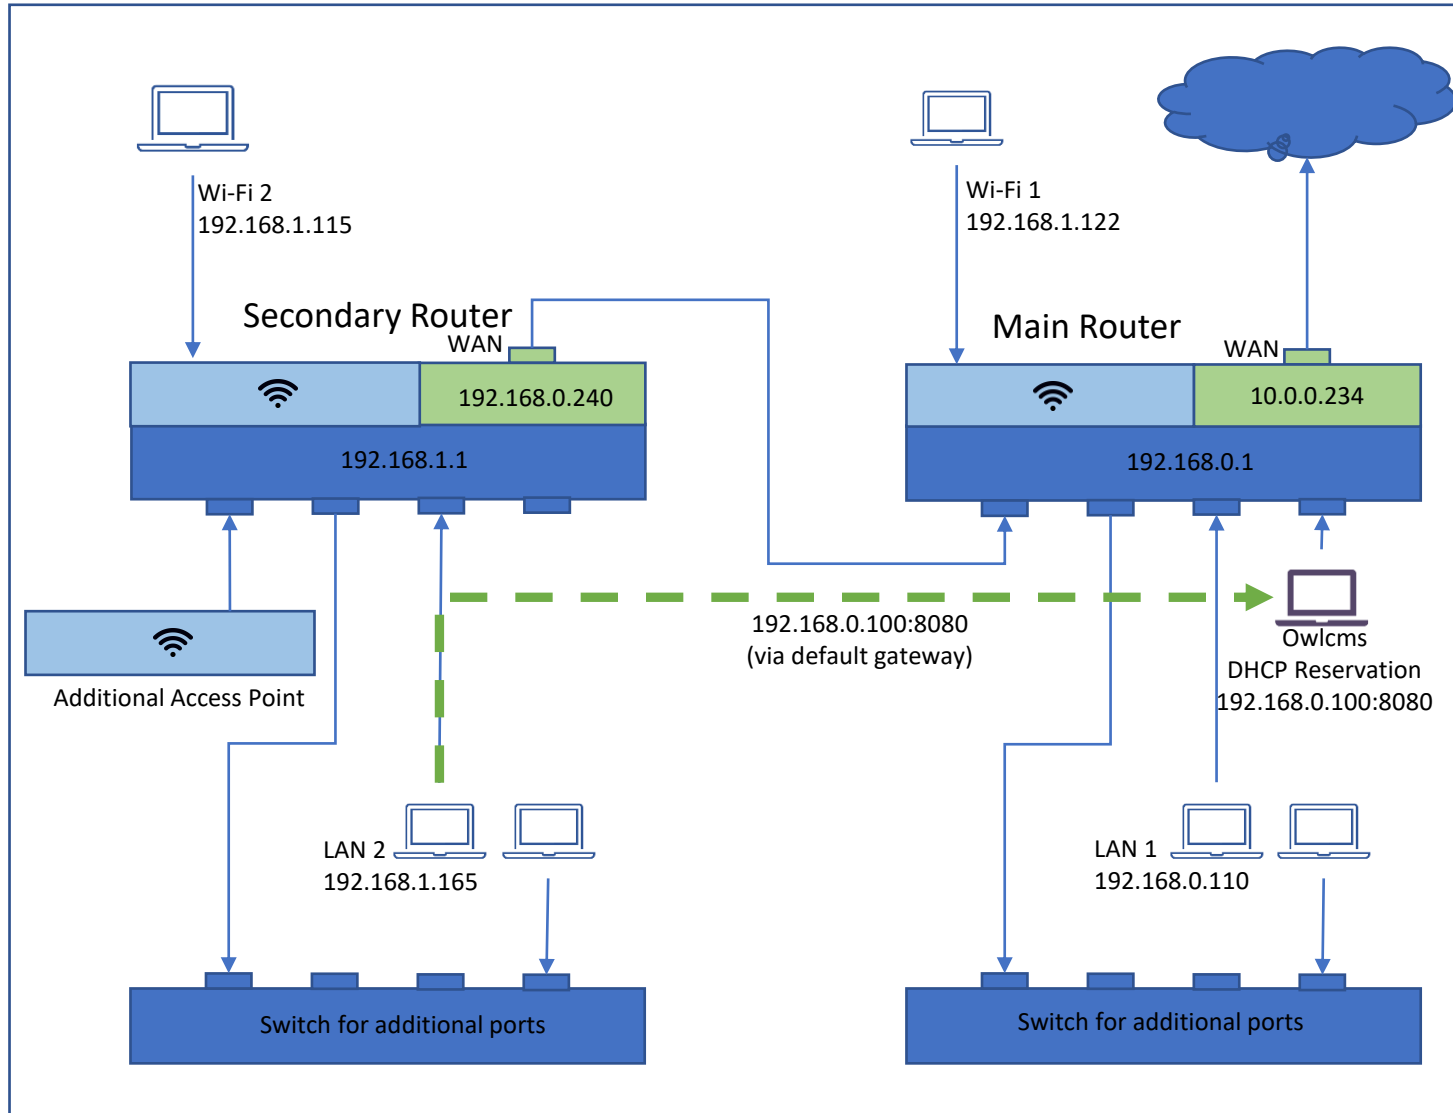 Wi-Fi 2
192.168.1.115
Wi-Fi 1
192.168.1.122
Secondary Router
WAN
Main Router
WAN
192.168.0.240
10.0.0.234
192.168.1.1
192.168.0.1
192.168.0.100:8080
(via default gateway)
Owlcms
DHCP Reservation
192.168.0.100:8080
Additional Access Point
LAN 2
192.168.1.165
LAN 1
192.168.0.110
Switch for additional ports
Switch for additional ports